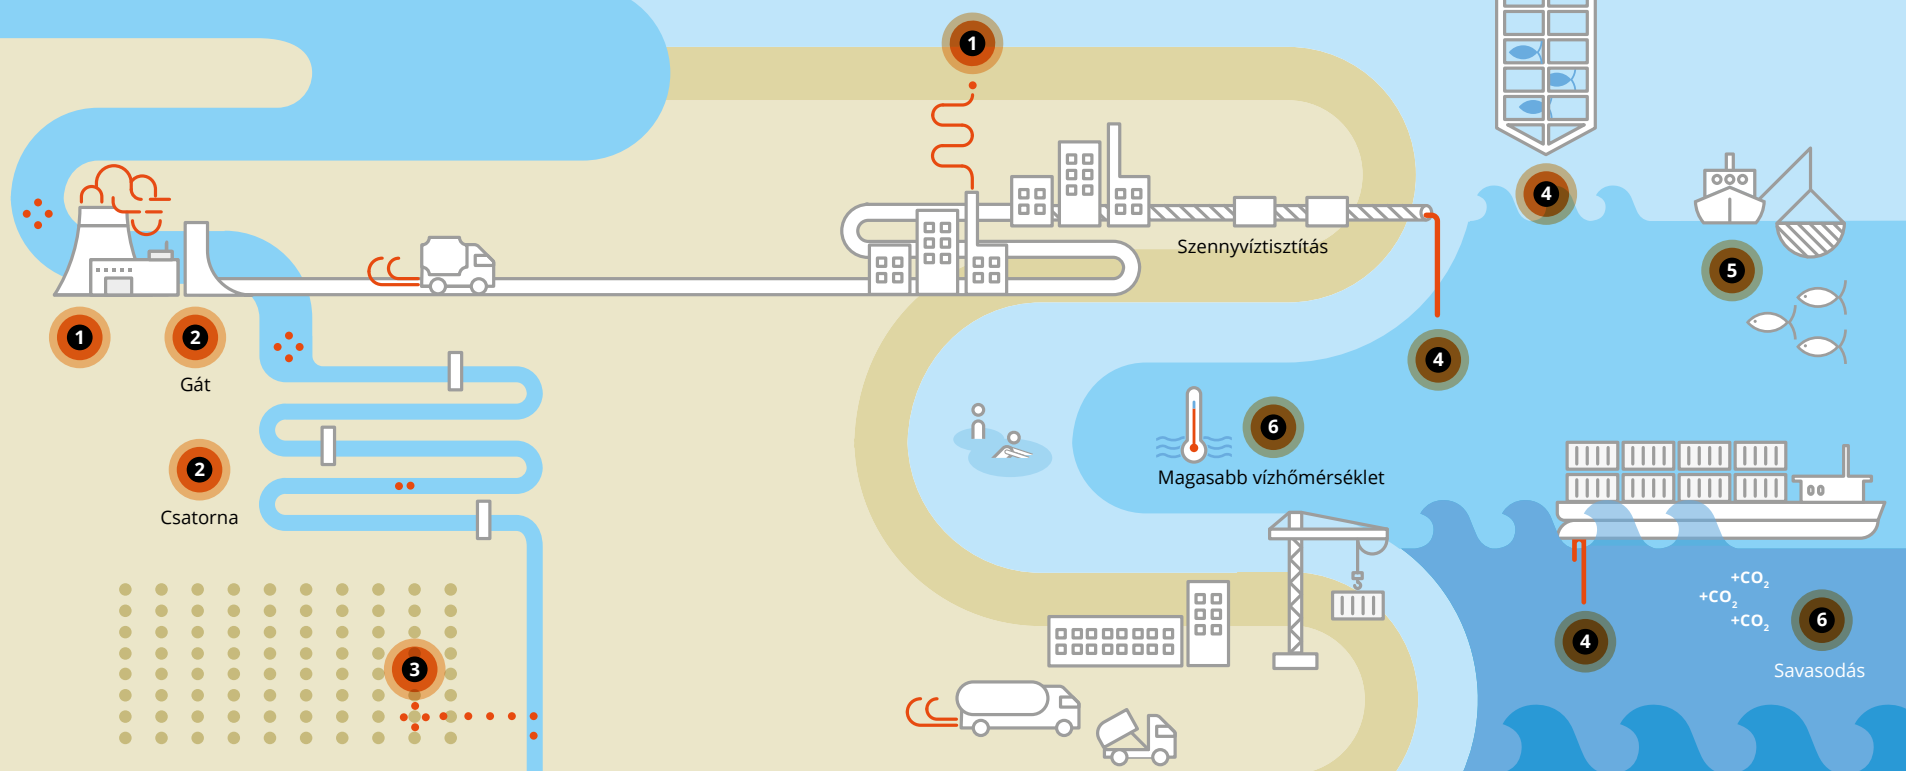 1
4
5
Szennyvíztisztítás
1
2
Gát
4
6
Magasabb vízhőmérséklet
2
Csatorna
+CO₂
+CO₂
+CO₂
6
4
Savasodás
3